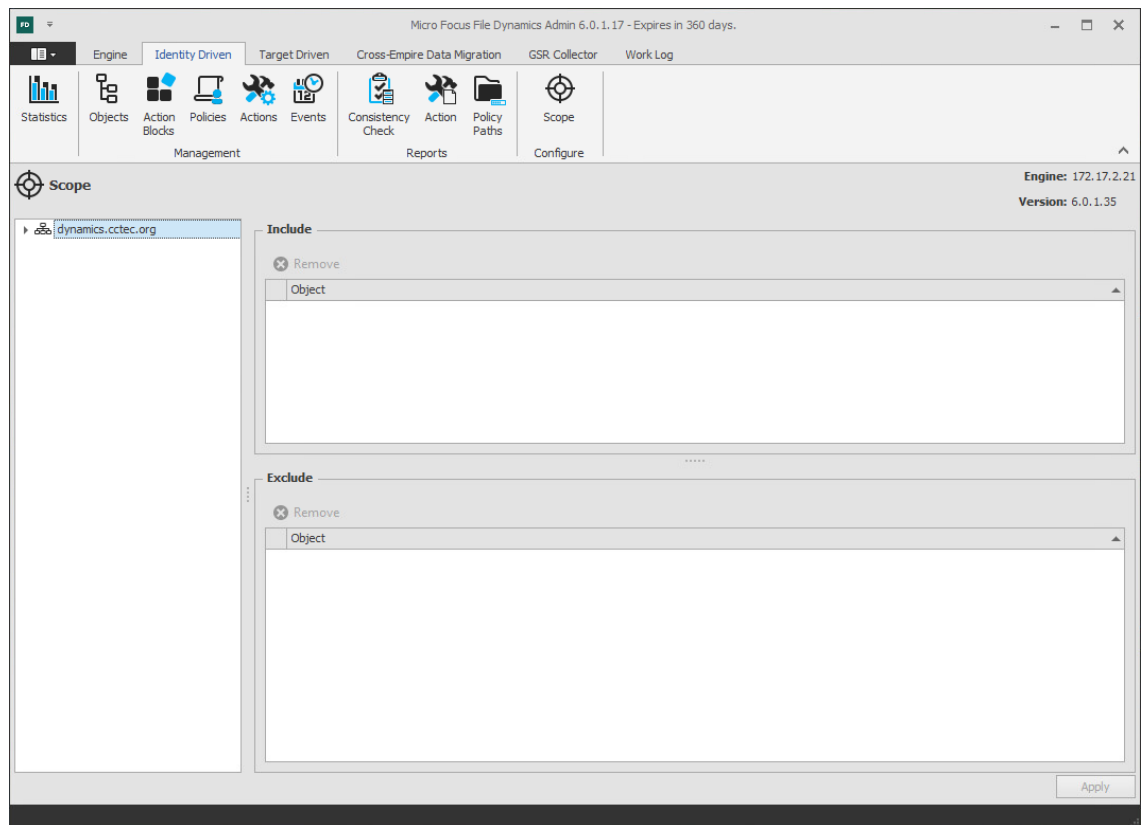 FD
Micro Focus File Dynamics Admin 6.0.1.17 - Expires in 360 days.
Engine Identity Driven Target Driven Cross-Empire Data Migration GSR Collector Work Log
Statistics Objects Action Blocks Policies Actions Events Consistency Check Action Policy Paths Scope
Management Reports Configure
Scope
Engine: 172.17.2.21
Version: 6.0.1.35
dynamics.cctec.org
Include
Remove
Object
Exclude
Remove
Object
Apply